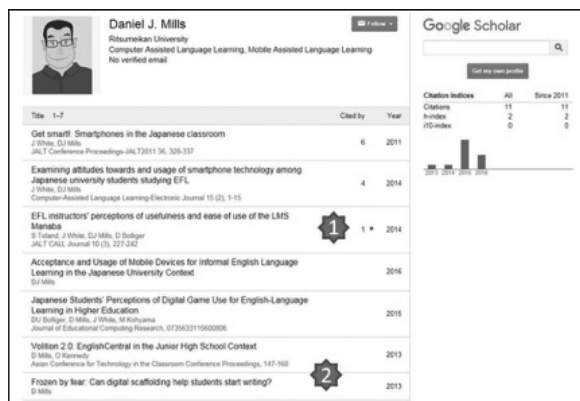 Daniel J. Mills
Ritsumeikan University
Computer Assisted Language Learning, Mobile Assisted Language Learning
No verified email
Follow
Google Scholar
Get my own profile
Citation indices All Since 2011
Citations 11 11
h-index 2 2
i10-index 0 0
2013 2014 2015 2016
Title 1–7 Cited by Year
Get smart!: Smartphones in the Japanese classroom 6 2011
J White, DJ Mills
JALT Conference Proceedings-JALT2011 36, 328-337
Examining attitudes towards and usage of smartphone technology among 4 2014
Japanese university students studying EFL
J White, DJ Mills
Computer-Assisted Language Learning-Electronic Journal 15 (2), 1-15
EFL instructors' perceptions of usefulness and ease of use of the LMS 1 * 2014
Manaba
S Toland, J White, DJ Mills, D Bolliger
JALT CALL Journal 10 (3), 227-242
1
Acceptance and Usage of Mobile Devices for Informal English Language 2016
Learning in the Japanese University Context
DJ Mills
Japanese Students' Perceptions of Digital Game Use for English-Language 2015
Learning in Higher Education
DU Bolliger, D Mills, J White, M Kohyama
Journal of Educational Computing Research, 0735633115600806
Volition 2.0: EnglishCentral in the Junior High School Context 2013
D Mills, O Kennedy
Asian Conference for Technology in the Classroom Conference Proceedings, 147-160
2
Frozen by fear: Can digital scaffolding help students start writing? 2013
D Mills